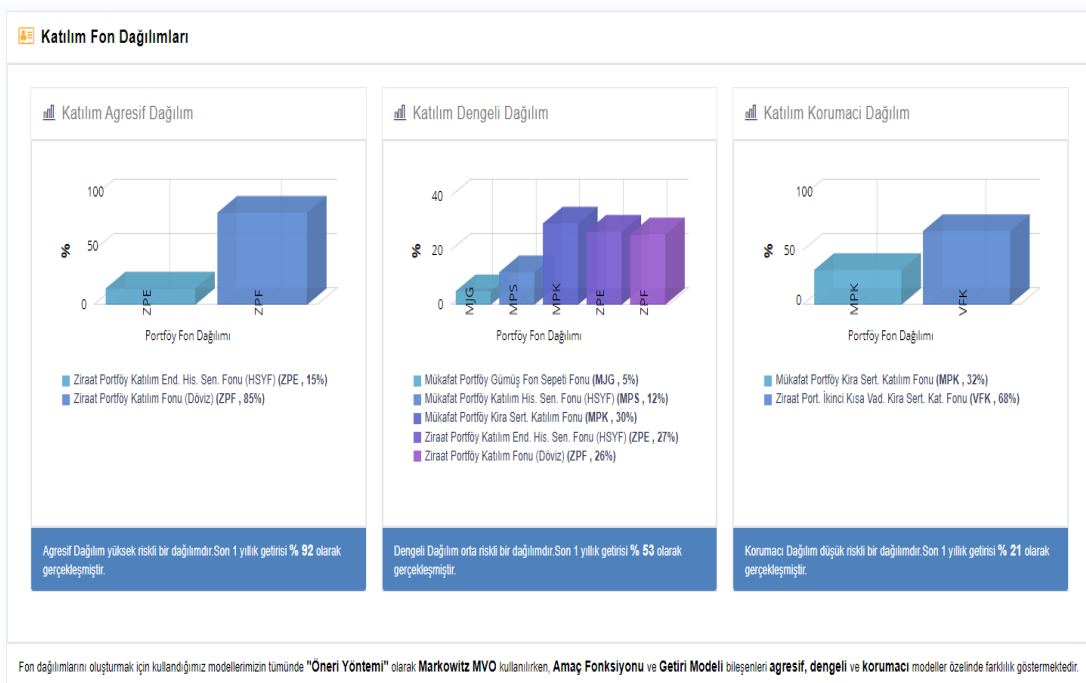 Katılım Fon Dağılımları
Katılım Agresif Dağılım
100
50
0
%
ZPE
ZPF
Portföy Fon Dağılımı
Ziraat Portföy Katılım End. His. Sen. Fonu (HSYF) (ZPE , 15%)
Ziraat Portföy Katılım Fonu (Döviz) (ZPF , 85%)
Agresif Dağılım yüksek riskli bir dağılımdır.Son 1 yıllık getirisi % 92 olarak
gerçekleşmiştir.
Katılım Dengeli Dağılım
40
20
0
%
MJG
MPS
MPK
ZPE
ZPF
Portföy Fon Dağılımı
Mükafat Portföy Gümüş Fon Sepeti Fonu (MJG , 5%)
Mükafat Portföy Katılım His. Sen. Fonu (HSYF) (MPS , 12%)
Mükafat Portföy Kira Sert. Katılım Fonu (MPK , 30%)
Ziraat Portföy Katılım End. His. Sen. Fonu (HSYF) (ZPE , 27%)
Ziraat Portföy Katılım Fonu (Döviz) (ZPF , 26%)
Dengeli Dağılım orta riskli bir dağılımdır.Son 1 yıllık getirisi % 53 olarak
gerçekleşmiştir.
Katılım Korumaci Dağılım
100
50
0
%
MPK
VFK
Portföy Fon Dağılımı
Mükafat Portföy Kira Sert. Katılım Fonu (MPK , 32%)
Ziraat Port. İkinci Kısa Vad. Kira Sert. Kat. Fonu (VFK , 68%)
Korumacı Dağılım düşük riskli bir dağılımdır.Son 1 yıllık getirisi % 21 olarak
gerçekleşmiştir.
Fon dağılımlarını oluşturmak için kullandığımız modellerimizin tümünde "Öneri Yöntemi" olarak Markowitz MVO kullanılırken, Amaç Fonksiyonu ve Getiri Modeli bileşenleri agresif, dengeli ve korumacı modeller özelinde farklılık göstermektedir.